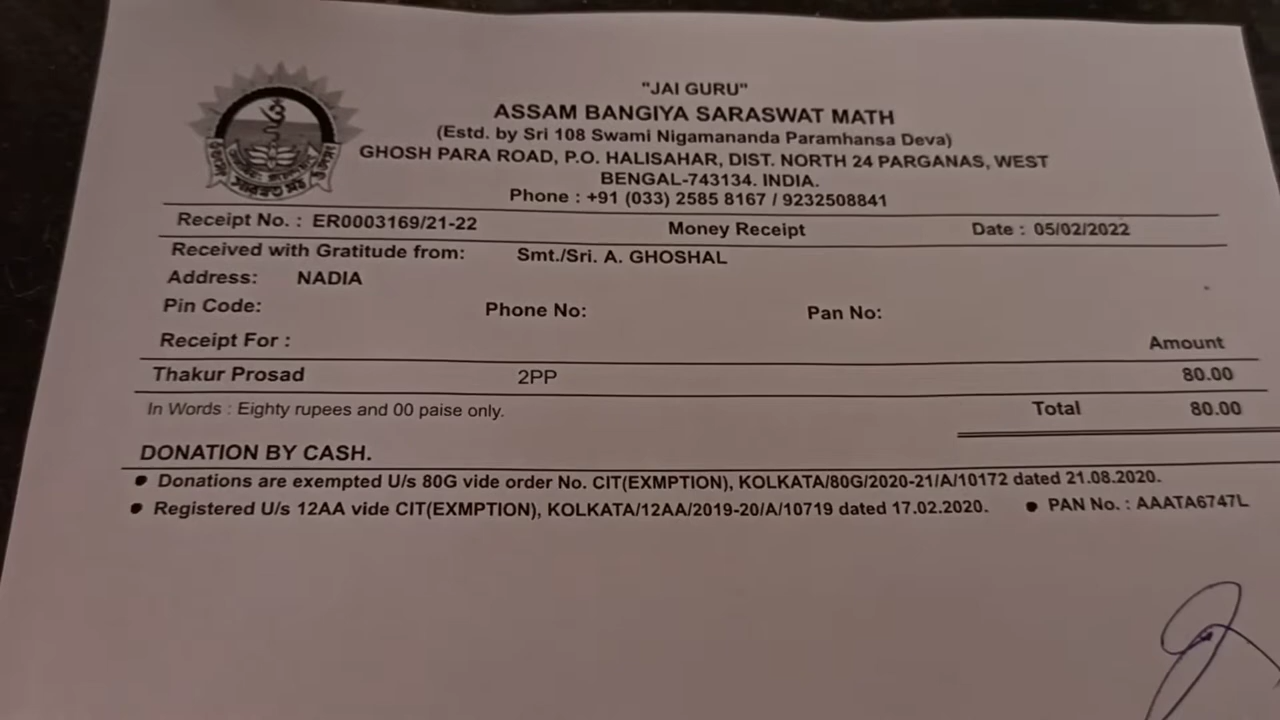 "JAI GURU"
ASSAM BANGIYA SARASWAT MATH
(Estd. by Sri 108 Swami Nigamananda Paramhansa Deva)
GHOSH PARA ROAD, P.O. HALISAHAR, DIST. NORTH 24 PARGANAS, WEST
BENGAL-743134. INDIA.
Phone : +91 (033) 2585 8167 / 9232508841
Receipt No. : ER0003169/21-22 Money Receipt Date : 05/02/2022
Received with Gratitude from: Smt./Sri. A. GHOSHAL
Address: NADIA
Pin Code: Phone No: Pan No:
Receipt For : Amount
Thakur Prosad 2PP 80.00
In Words : Eighty rupees and 00 paise only. Total 80.00
DONATION BY CASH.
● Donations are exempted U/s 80G vide order No. CIT(EXMPTION), KOLKATA/80G/2020-21/A/10172 dated 21.08.2020.
● Registered U/s 12AA vide CIT(EXMPTION), KOLKATA/12AA/2019-20/A/10719 dated 17.02.2020. ● PAN No. : AAATA6747L